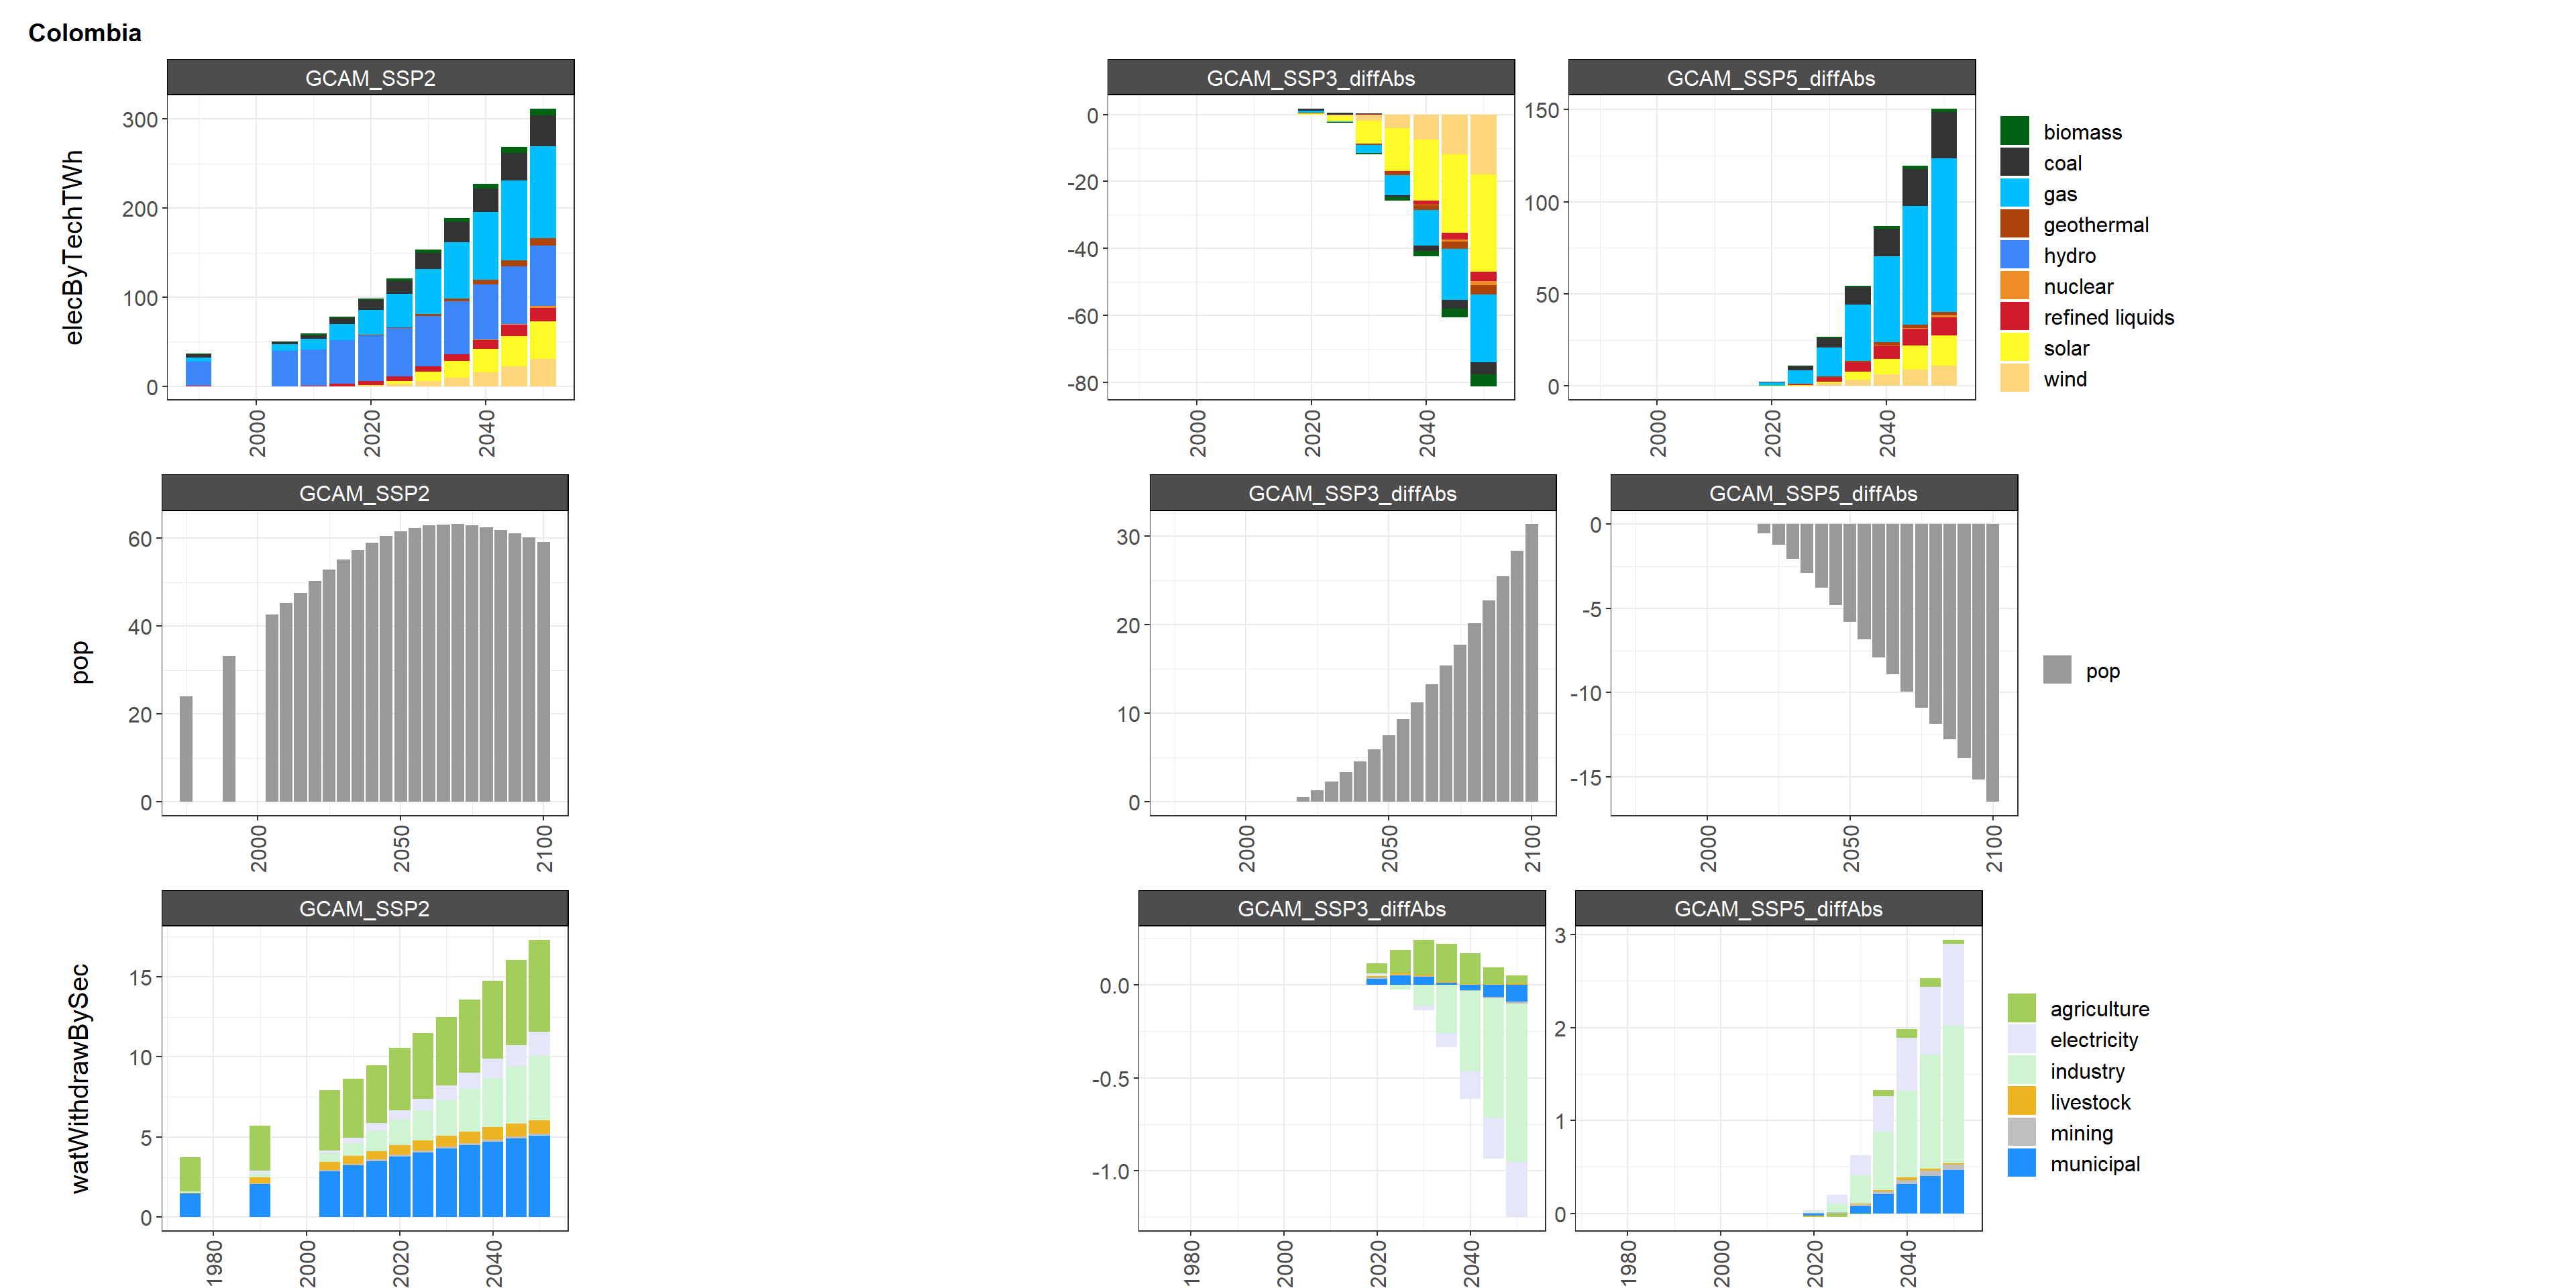 Colombia
GCAM_SSP2
GCAM_SSP3_diffAbs
GCAM_SSP5_diffAbs
elecByTechTWh
300
200
100
0
2000
2020
2040
0
-20
-40
-60
-80
2000
2020
2040
150
100
50
0
2000
2020
2040
biomass
coal
gas
geothermal
hydro
nuclear
refined liquids
solar
wind
GCAM_SSP2
GCAM_SSP3_diffAbs
GCAM_SSP5_diffAbs
pop
60
40
20
0
2000
2050
2100
30
20
10
0
2000
2050
2100
0
-5
-10
-15
2000
2050
2100
pop
GCAM_SSP2
GCAM_SSP3_diffAbs
GCAM_SSP5_diffAbs
watWithdrawBySec
15
10
5
0
1980
2000
2020
2040
0.0
-0.5
-1.0
1980
2000
2020
2040
3
2
1
0
1980
2000
2020
2040
agriculture
electricity
industry
livestock
mining
municipal